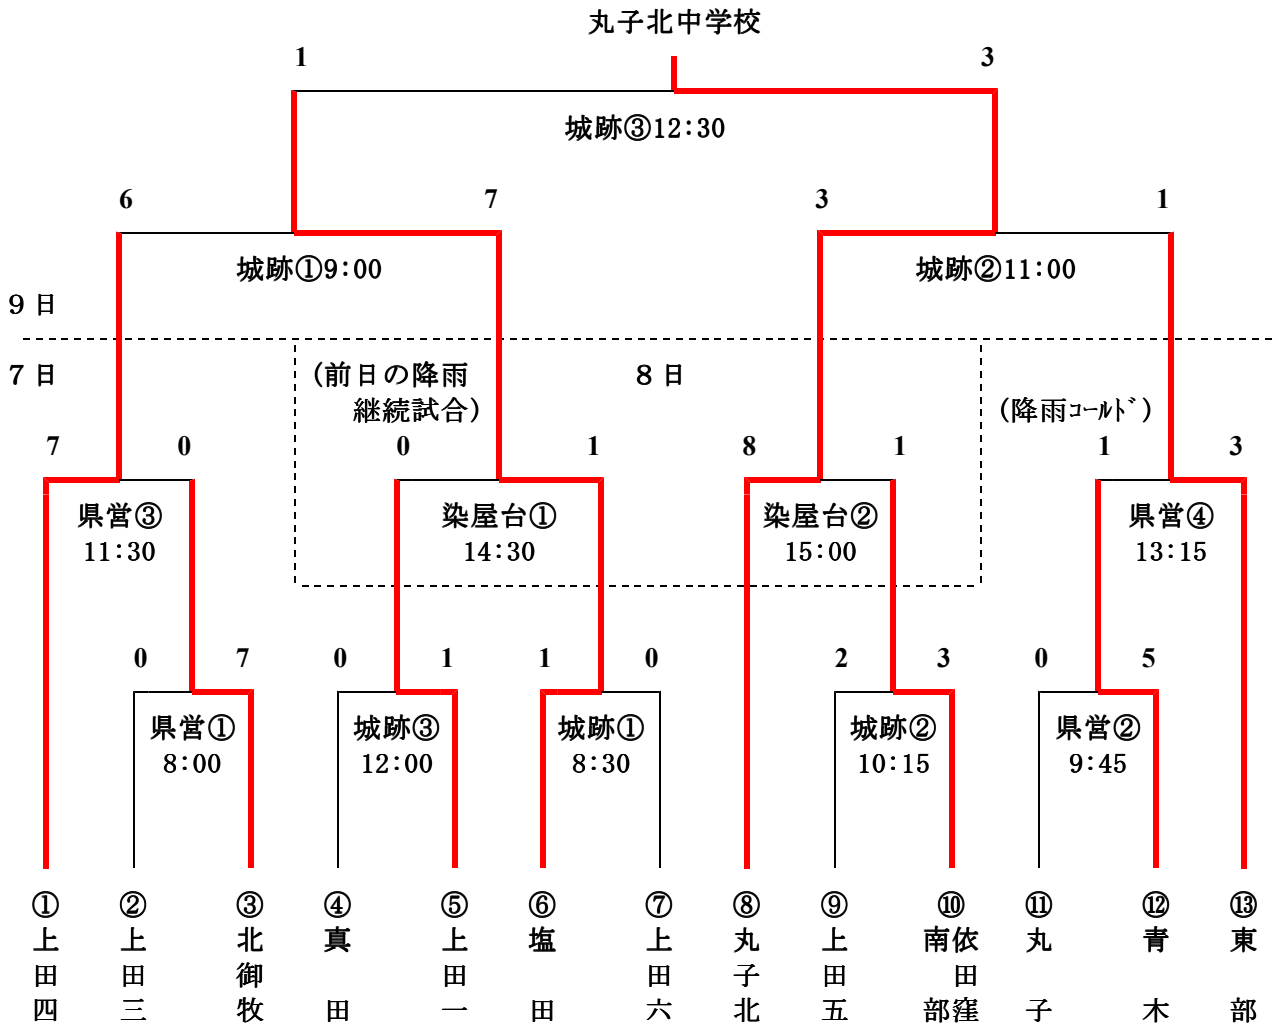 丸子北中学校
1 3
城跡③12:30
6 7 3 1
城跡①9:00 城跡②11:00
9日
7日 (前日の降雨 8日
継続試合) (降雨ｺｰﾙﾄﾞ)
7 0 0 1 8 1 1 3
県営③ 染屋台① 染屋台② 県営④
11:30 14:30 15:00 13:15
0 7 0 1 1 0 2 3 0 5
県営① 城跡③ 城跡① 城跡② 県営②
8:00 12:00 8:30 10:15 9:45
① ② ③ ④ ⑤ ⑥ ⑦ ⑧ ⑨ ⑩ ⑪ ⑫ ⑬
上田四
上田三
北御牧
真田
上田一
塩田
上田六
丸子北
上田五
依田窪
南部
丸子
青木
東部